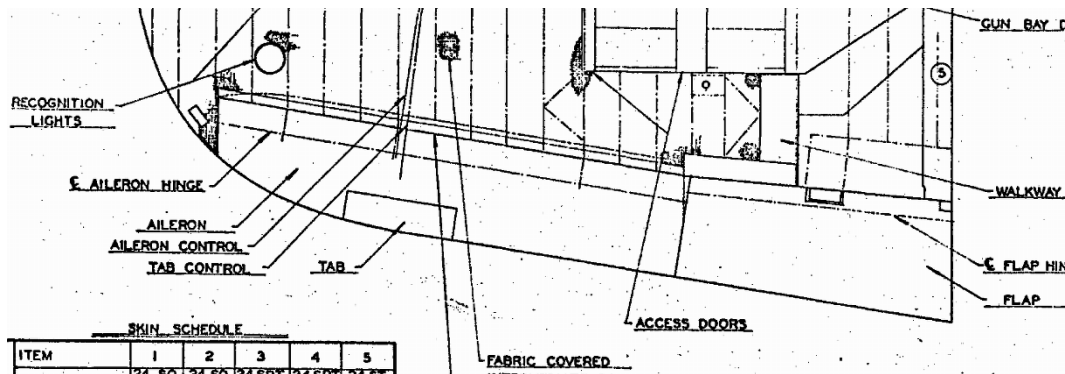 GUN BAY D
5
RECOGNITION
LIGHTS
℄ AILERON HINGE
WALKWAY
AILERON
AILERON CONTROL
TAB CONTROL
TAB
℄ FLAP HIN
FLAP
ACCESS DOORS
SKIN SCHEDULE
ITEM 1 2 3 4 5
FABRIC COVERED